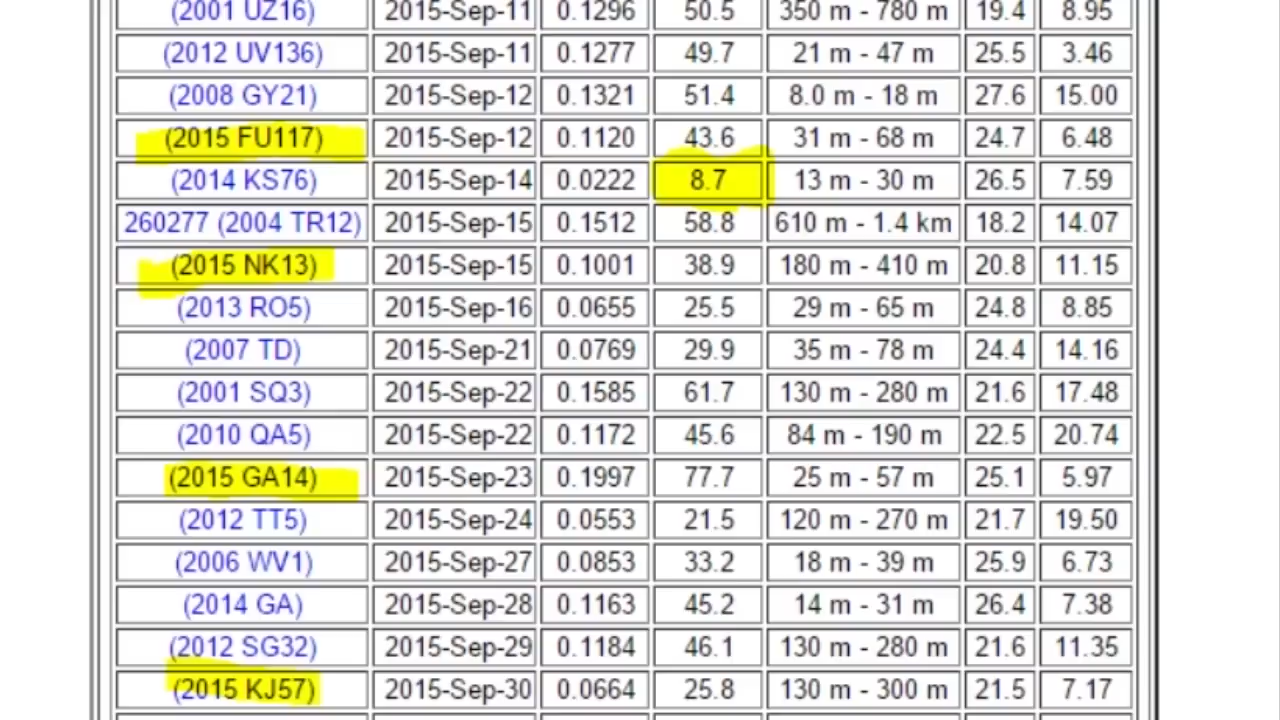 (2001 UZ16) 2015-Sep-11 0.1296 50.5 350 m - 780 m 19.4 8.95
(2012 UV136) 2015-Sep-11 0.1277 49.7 21 m - 47 m 25.5 3.46
(2008 GY21) 2015-Sep-12 0.1321 51.4 8.0 m - 18 m 27.6 15.00
(2015 FU117) 2015-Sep-12 0.1120 43.6 31 m - 68 m 24.7 6.48
(2014 KS76) 2015-Sep-14 0.0222 8.7 13 m - 30 m 26.5 7.59
260277 (2004 TR12) 2015-Sep-15 0.1512 58.8 610 m - 1.4 km 18.2 14.07
(2015 NK13) 2015-Sep-15 0.1001 38.9 180 m - 410 m 20.8 11.15
(2013 RO5) 2015-Sep-16 0.0655 25.5 29 m - 65 m 24.8 8.85
(2007 TD) 2015-Sep-21 0.0769 29.9 35 m - 78 m 24.4 14.16
(2001 SQ3) 2015-Sep-22 0.1585 61.7 130 m - 280 m 21.6 17.48
(2010 QA5) 2015-Sep-22 0.1172 45.6 84 m - 190 m 22.5 20.74
(2015 GA14) 2015-Sep-23 0.1997 77.7 25 m - 57 m 25.1 5.97
(2012 TT5) 2015-Sep-24 0.0553 21.5 120 m - 270 m 21.7 19.50
(2006 WV1) 2015-Sep-27 0.0853 33.2 18 m - 39 m 25.9 6.73
(2014 GA) 2015-Sep-28 0.1163 45.2 14 m - 31 m 26.4 7.38
(2012 SG32) 2015-Sep-29 0.1184 46.1 130 m - 280 m 21.6 11.35
(2015 KJ57) 2015-Sep-30 0.0664 25.8 130 m - 300 m 21.5 7.17